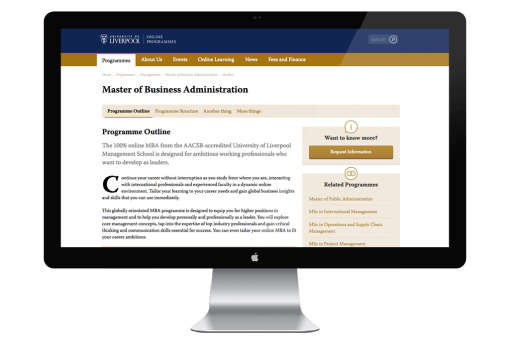 UNIVERSITY OF
LIVERPOOL
ONLINE
PROGRAMMES
Search
Programmes About Us Events Online Learning News Fees and Finance
Home > Programmes > Management > Master of Business Administration > Outline
Master of Business Administration
Programme Outline Programme Structure Another thing More things
Programme Outline
The 100% online MBA from the AACSB-accredited University of Liverpool
Management School is designed for ambitious working professionals who
want to develop as leaders.
Continue your career without interruption as you study from where you are, interacting
with international professionals and experienced faculty in a dynamic online
environment. Tailor your learning to your career needs and gain global business insights
and skills that you can use immediately.
This globally orientated MBA programme is designed to equip you for higher positions in
management and to help you develop personally and professionally as a leader. You will explore
core management concepts, tap into the expertise of top industry professionals and gain critical
thinking and communication skills essential for success. You can even tailor your online MBA to fit
your career ambitions.
Want to know more?
Request Information
Related Programmes
Master of Public Administration
MSc in International Management
MSc in Operations and Supply Chain
Management
MSc in Project Management